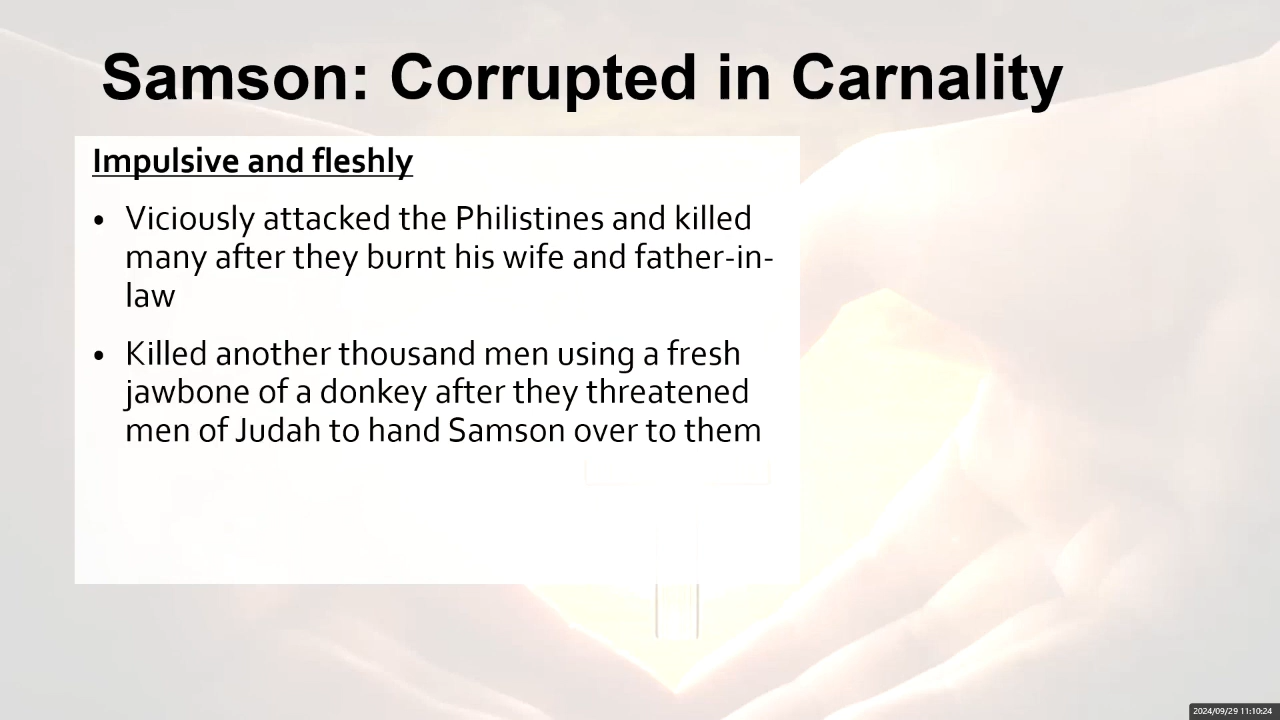 Samson: Corrupted in Carnality
Impulsive and fleshly
• Viciously attacked the Philistines and killed
many after they burnt his wife and father-in-
law
• Killed another thousand men using a fresh
jawbone of a donkey after they threatened
men of Judah to hand Samson over to them
2024/09/29 11:10:24